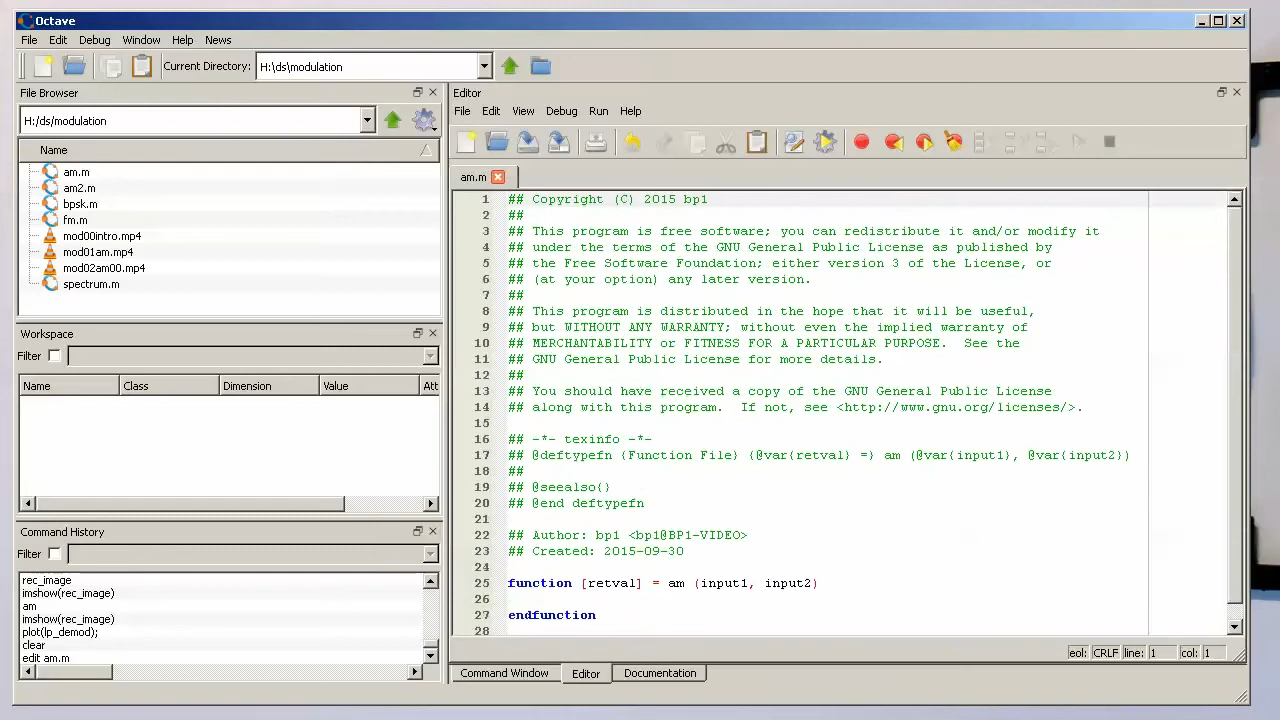 Octave
File Edit Debug Window Help News
Current Directory: H:\ds\modulation
File Browser
H:/ds/modulation
Name
am.m
am2.m
bpsk.m
fm.m
mod00intro.mp4
mod01am.mp4
mod02am00.mp4
spectrum.m
Workspace
Filter
Name Class Dimension Value Att
Command History
Filter
rec_image
imshow(rec_image)
am
imshow(rec_image)
plot(lp_demod);
clear
edit am.m
Editor
File Edit View Debug Run Help
am.m
1 ## Copyright (C) 2015 bp1
2 ##
3 ## This program is free software; you can redistribute it and/or modify it
4 ## under the terms of the GNU General Public License as published by
5 ## the Free Software Foundation; either version 3 of the License, or
6 ## (at your option) any later version.
7 ##
8 ## This program is distributed in the hope that it will be useful,
9 ## but WITHOUT ANY WARRANTY; without even the implied warranty of
10 ## MERCHANTABILITY or FITNESS FOR A PARTICULAR PURPOSE.  See the
11 ## GNU General Public License for more details.
12 ##
13 ## You should have received a copy of the GNU General Public License
14 ## along with this program.  If not, see <http://www.gnu.org/licenses/>.
15
16 ## -*- texinfo -*-
17 ## @deftypefn {Function File} {@var{retval} =} am (@var{input1}, @var{input2})
18 ##
19 ## @seealso{}
20 ## @end deftypefn
21
22 ## Author: bp1 <bp1@BP1-VIDEO>
23 ## Created: 2015-09-30
24
25 function [retval] = am (input1, input2)
26
27 endfunction
28
eol: CRLF line: 1 col: 1
Command Window Editor Documentation